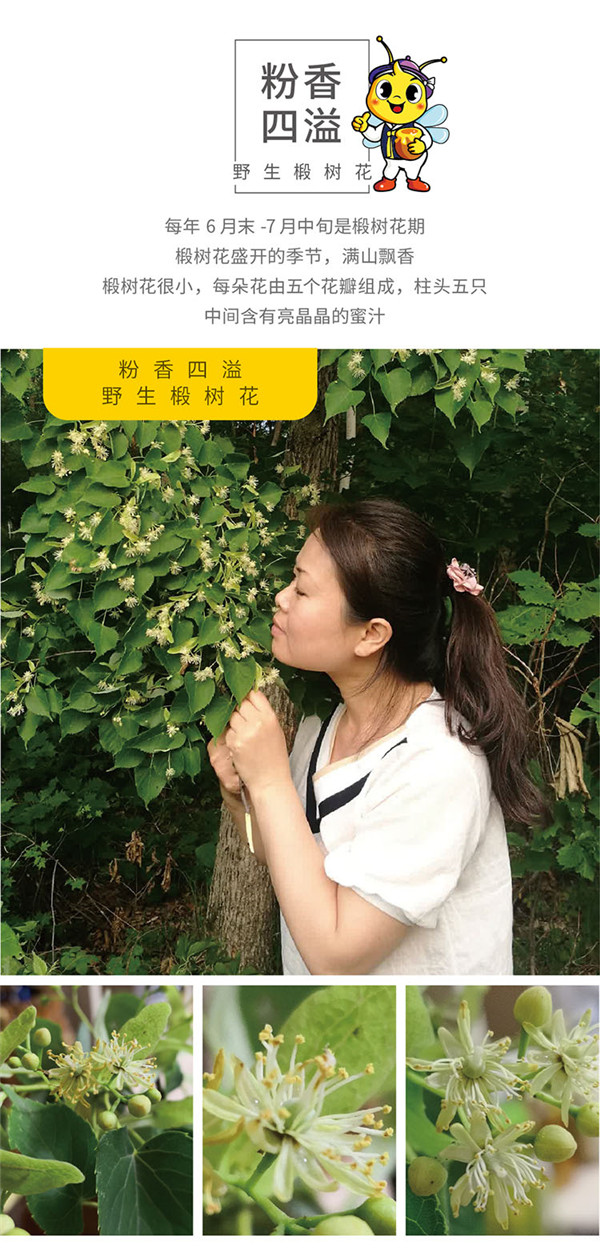 粉香
四溢
野生椴树花
每年 6 月末 -7 月中旬是椴树花期
椴树花盛开的季节，满山飘香
椴树花很小，每朵花由五个花瓣组成，柱头五只
中间含有亮晶晶的蜜汁
粉香四溢
野生椴树花